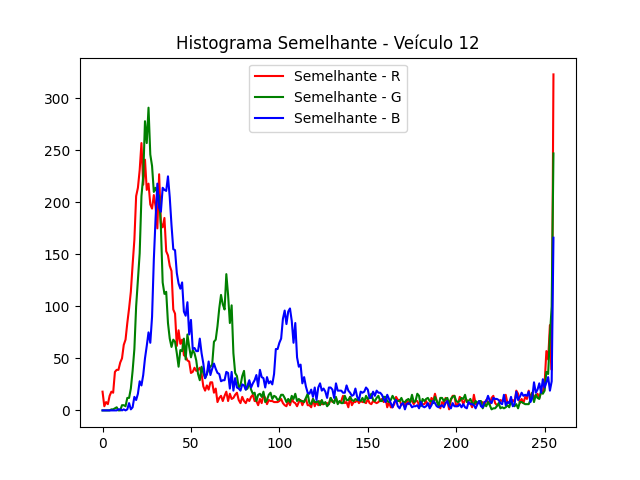 Histograma Semelhante - Veículo 12
Semelhante - R
Semelhante - G
Semelhante - B
300
250
200
150
100
50
0
0 50 100 150 200 250